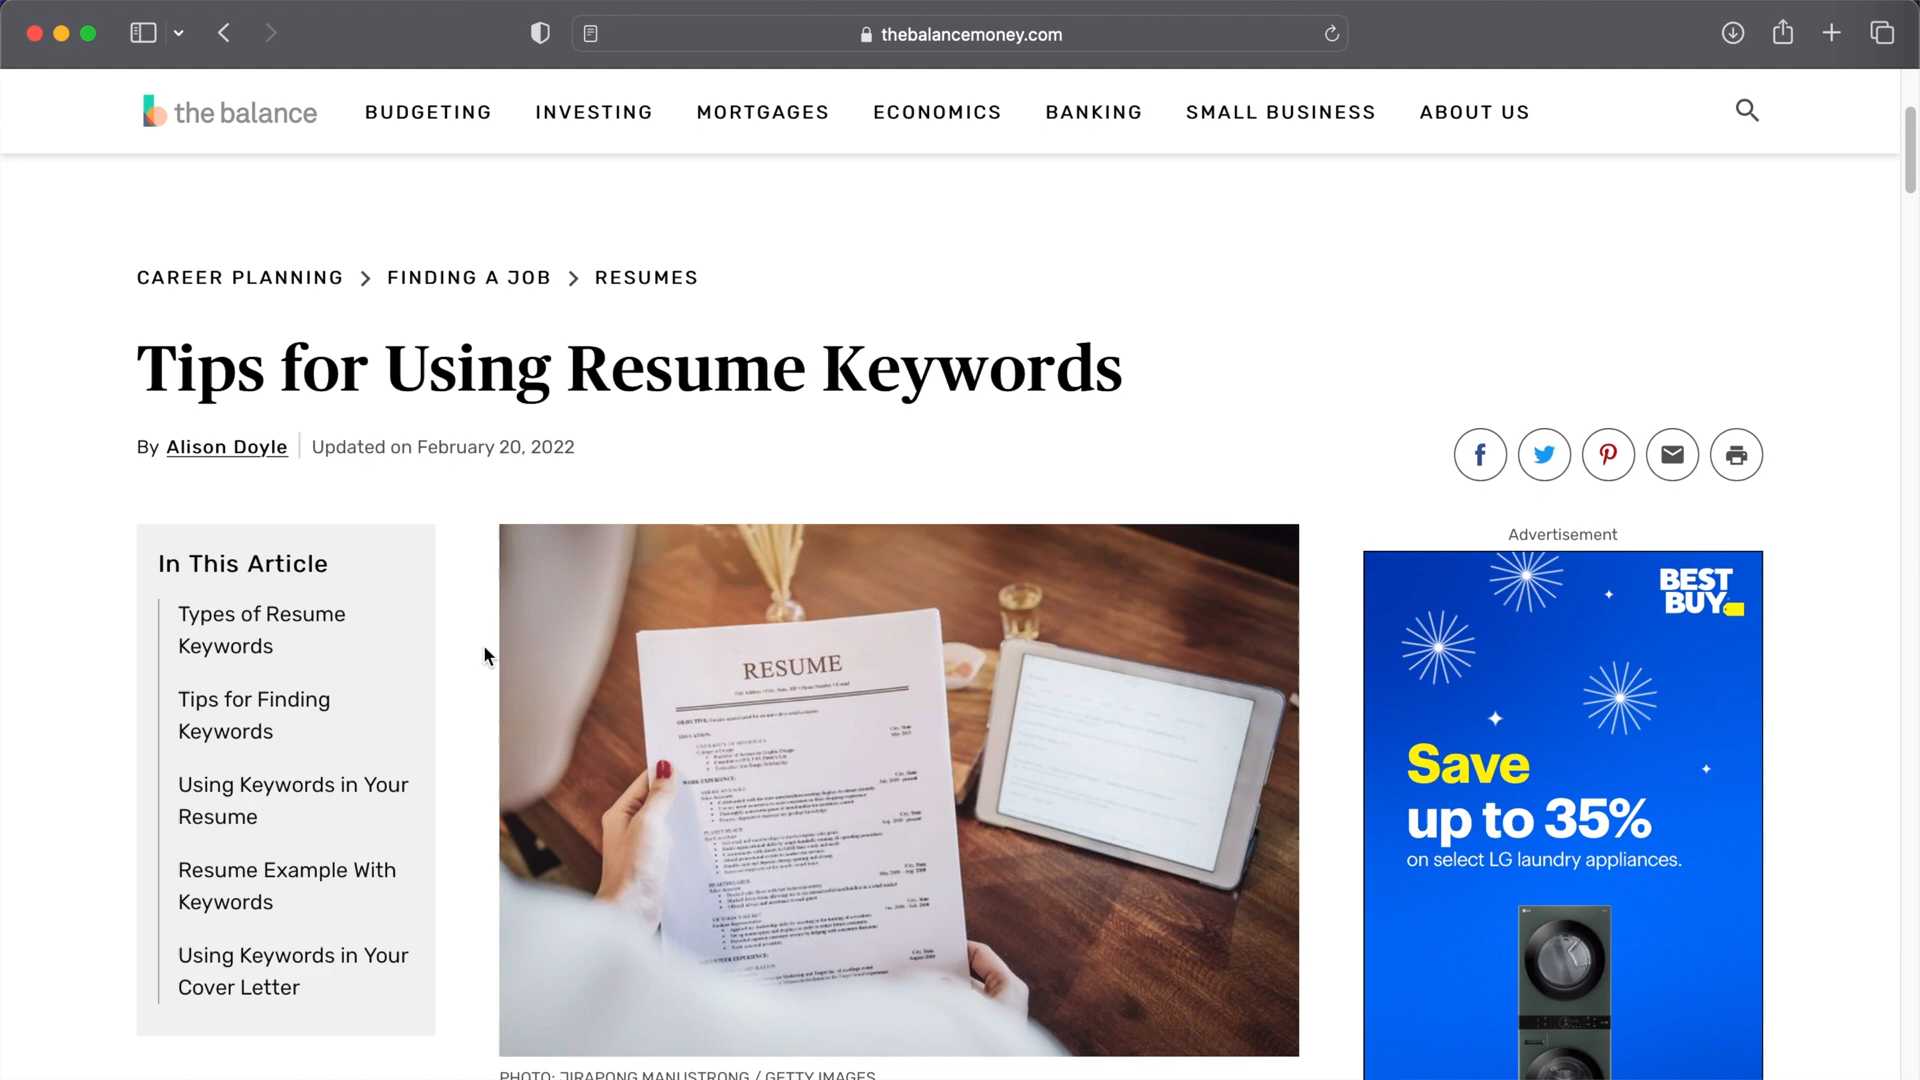 thebalancemoney.com
the balance
BUDGETING INVESTING MORTGAGES ECONOMICS BANKING SMALL BUSINESS ABOUT US
CAREER PLANNING > FINDING A JOB > RESUMES
Tips for Using Resume Keywords
By Alison Doyle | Updated on February 20, 2022
In This Article
Types of Resume
Keywords
Tips for Finding
Keywords
Using Keywords in Your
Resume
Resume Example With
Keywords
Using Keywords in Your
Cover Letter
RESUME
EDUCATION:
WORK EXPERIENCE:
PHOTO: JIRAPONG MANUSTRONG / GETTY IMAGES
Advertisement
BEST
BUY
Save
up to 35%
on select LG laundry appliances.